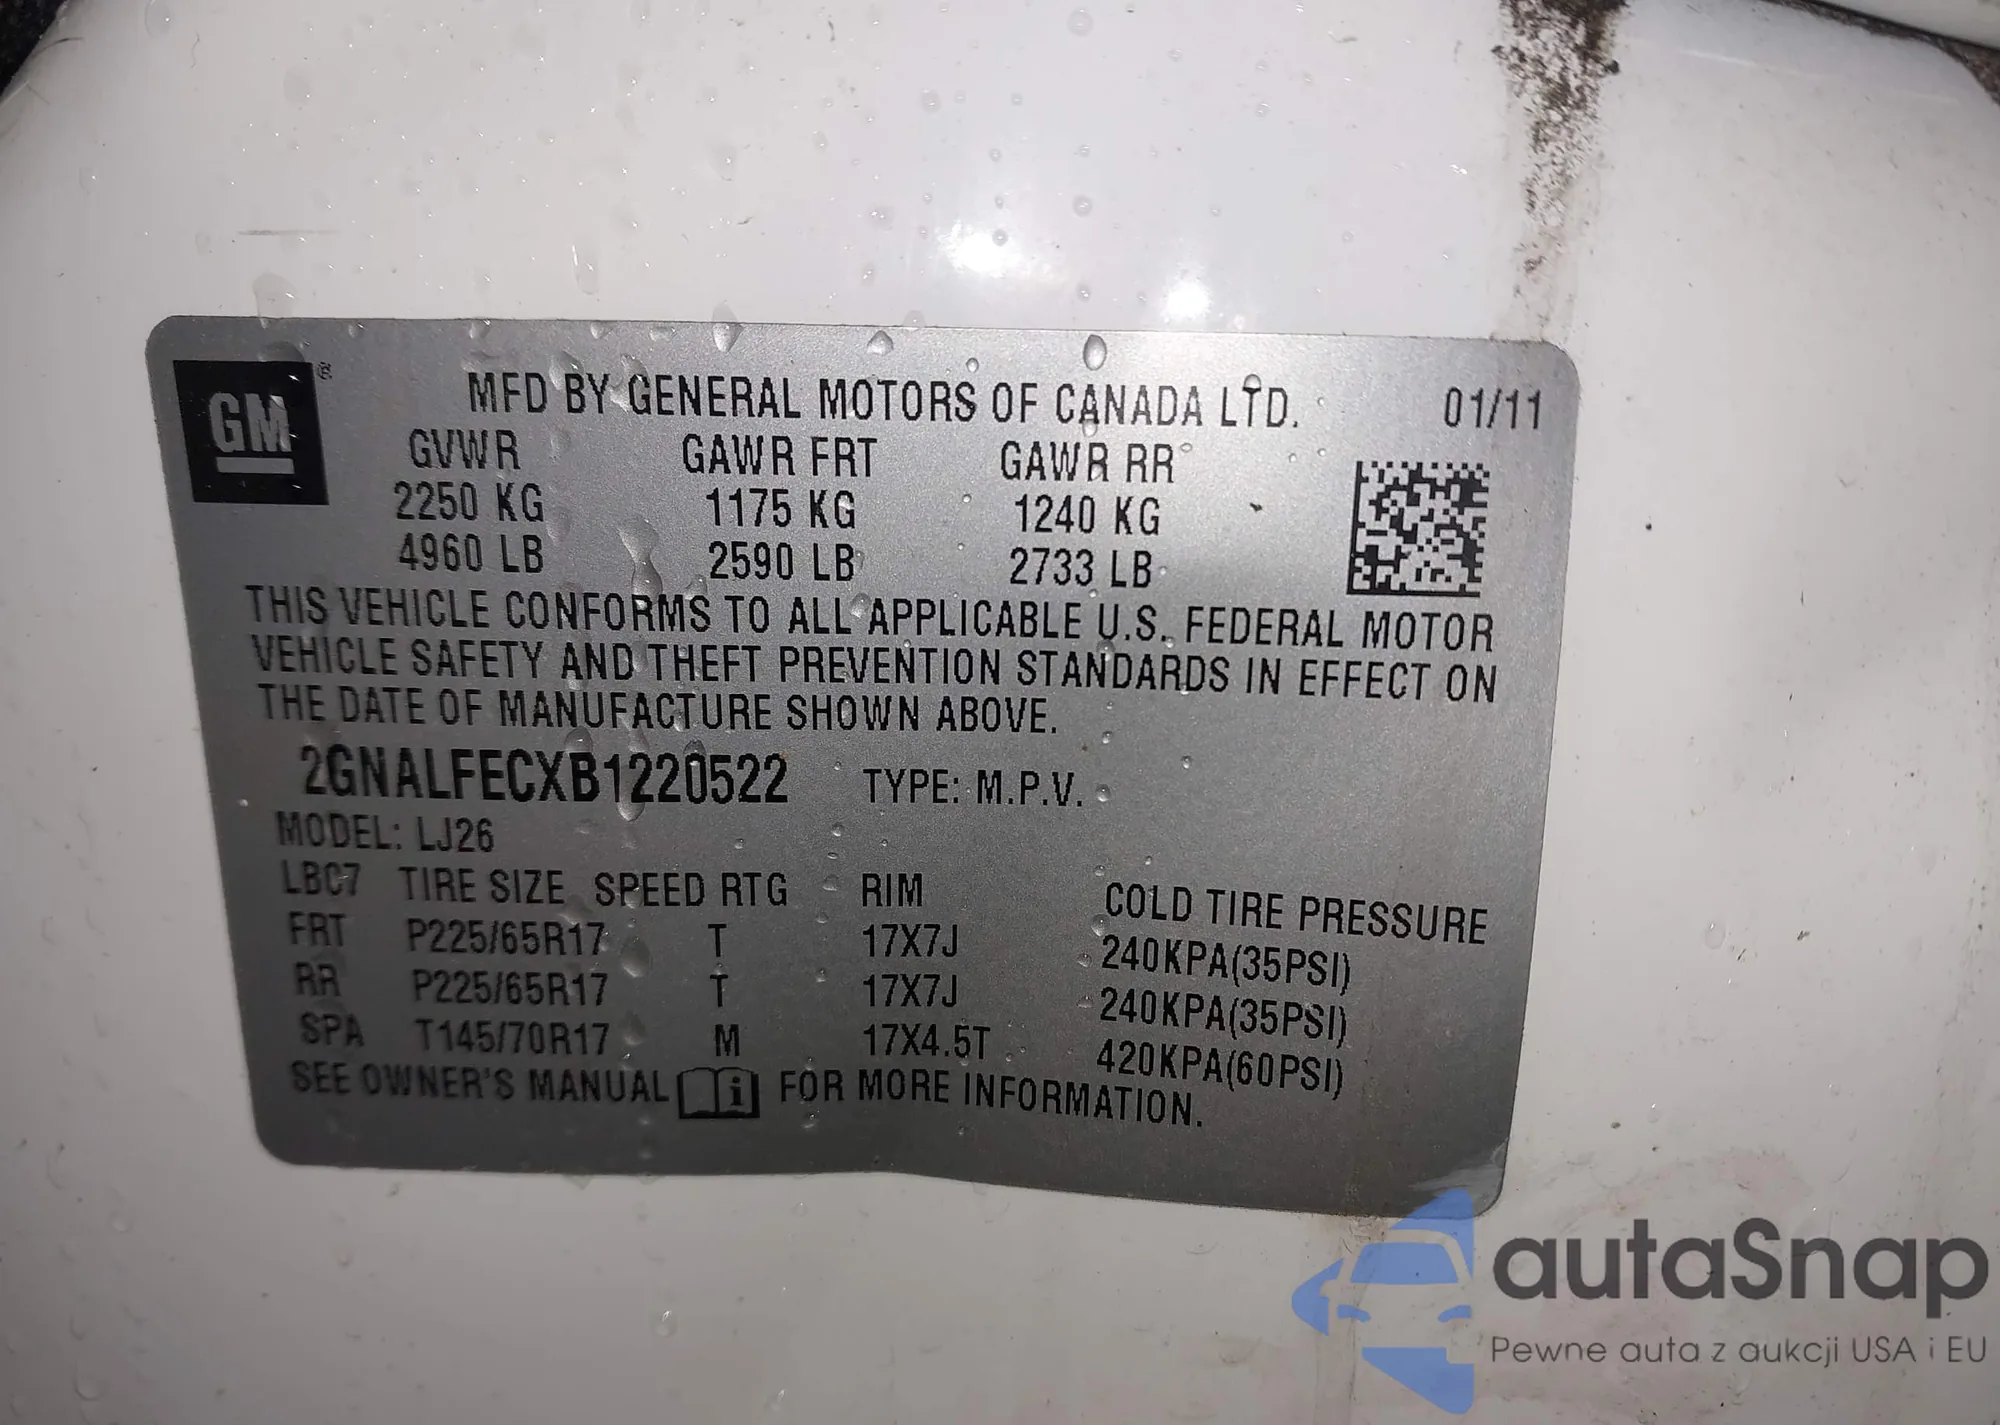 GM ®
MFD BY GENERAL MOTORS OF CANADA LTD. 01/11
GVWR GAWR FRT GAWR RR
2250 KG 1175 KG 1240 KG
4960 LB 2590 LB 2733 LB
THIS VEHICLE CONFORMS TO ALL APPLICABLE U.S. FEDERAL MOTOR
VEHICLE SAFETY AND THEFT PREVENTION STANDARDS IN EFFECT ON
THE DATE OF MANUFACTURE SHOWN ABOVE.
2GNALFECXB1220522 TYPE: M.P.V.
MODEL: LJ26
LBC7 TIRE SIZE SPEED RTG RIM COLD TIRE PRESSURE
FRT P225/65R17 T 17X7J 240KPA(35PSI)
RR P225/65R17 T 17X7J 240KPA(35PSI)
SPA T145/70R17 M 17X4.5T 420KPA(60PSI)
SEE OWNER'S MANUAL i FOR MORE INFORMATION.
autaSnap
Pewne auta z aukcji USA i EU